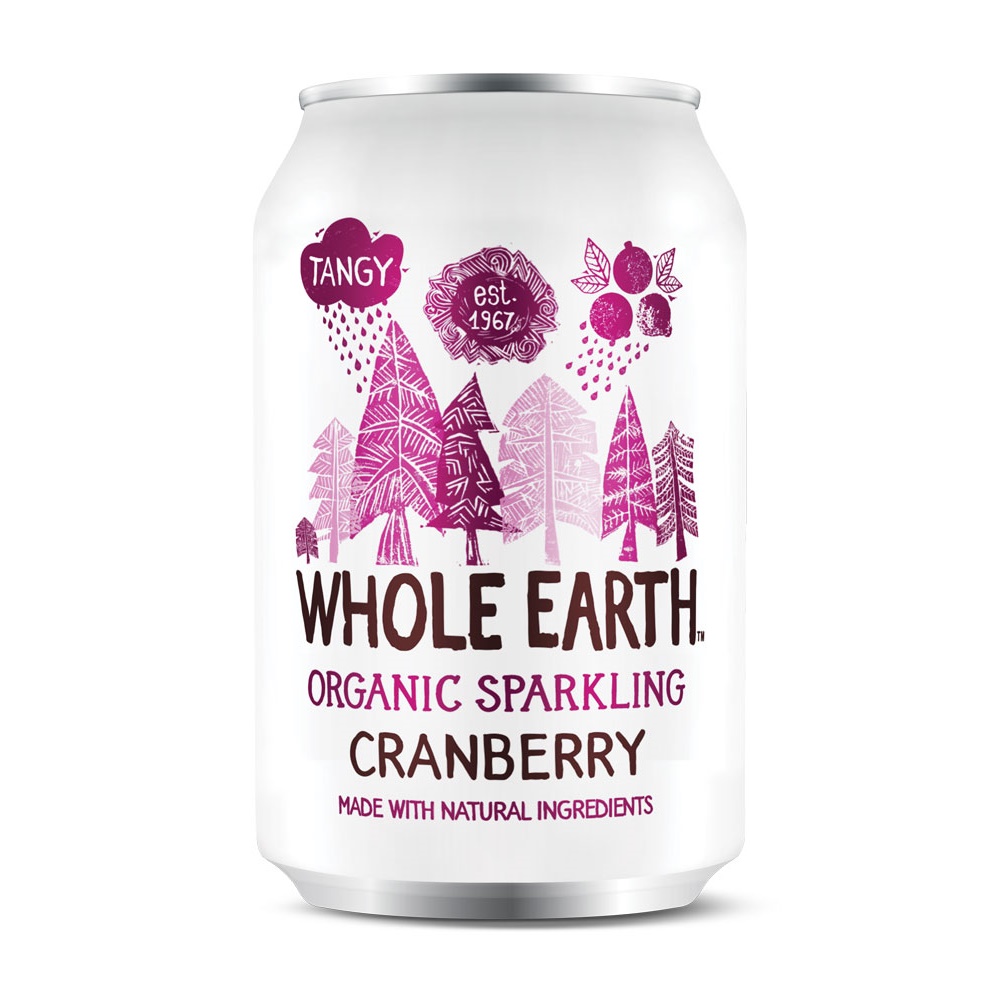 TANGY
est.
1967
WHOLE EARTH™
ORGANIC SPARKLING
CRANBERRY
MADE WITH NATURAL INGREDIENTS